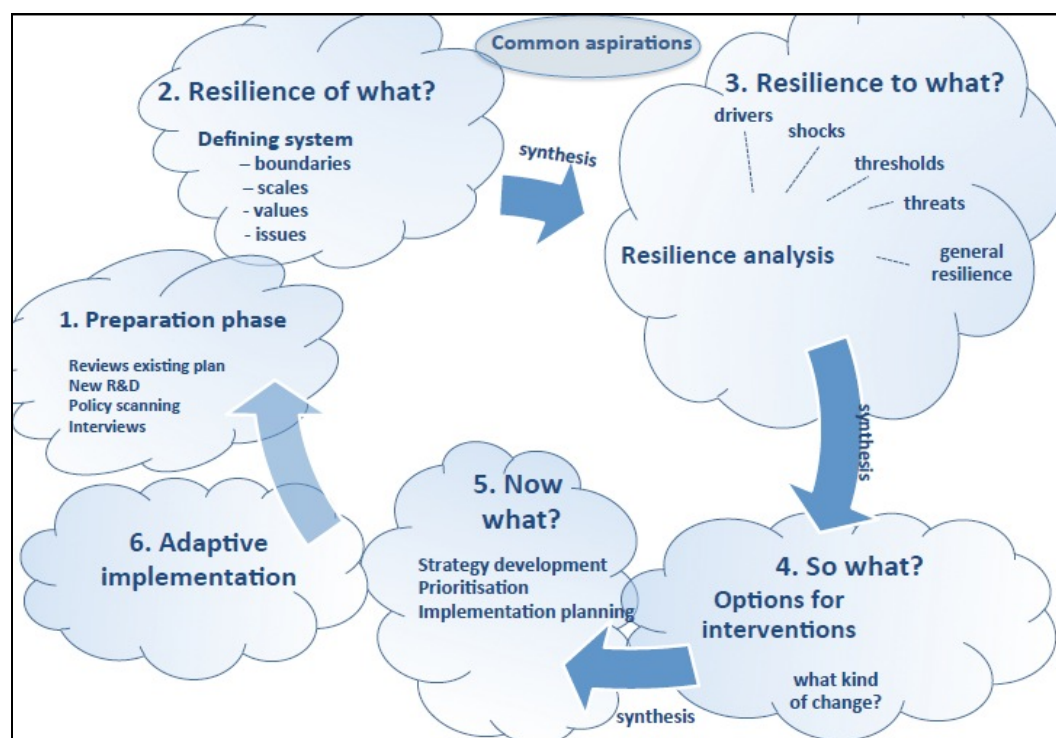 Common aspirations
1. Preparation phase
Reviews existing plan
New R&D
Policy scanning
Interviews
2. Resilience of what?
Defining system
– boundaries
– scales
- values
- issues
synthesis
3. Resilience to what?
drivers
shocks
thresholds
threats
general
resilience
Resilience analysis
synthesis
4. So what?
Options for
interventions
what kind
of change?
synthesis
5. Now
what?
Strategy development
Prioritisation
Implementation planning
6. Adaptive
implementation